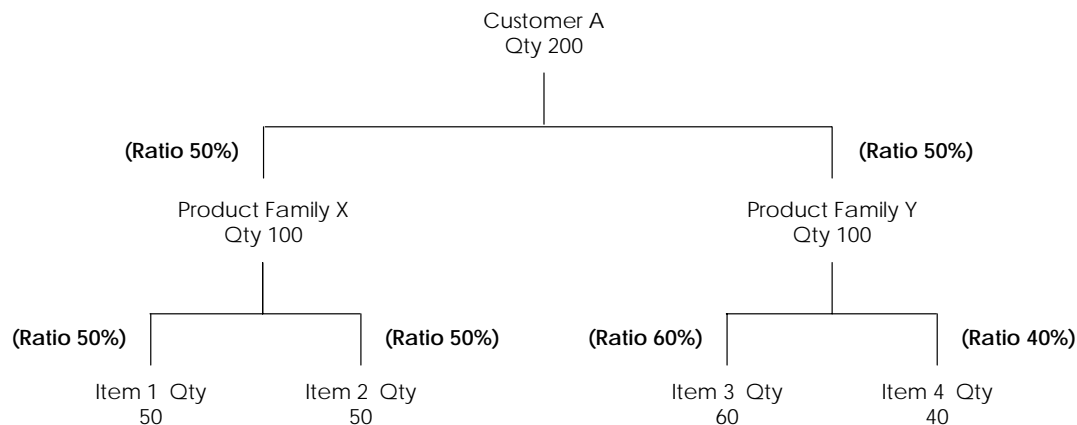 Customer A
Qty 200
(Ratio 50%)
(Ratio 50%)
Product Family X
Qty 100
Product Family Y
Qty 100
(Ratio 50%)
(Ratio 50%)
(Ratio 60%)
(Ratio 40%)
Item 1 Qty
50
Item 2 Qty
50
Item 3 Qty
60
Item 4 Qty
40